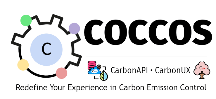 C
COCCOS
CarbonAPI • CarbonUX
Redefine Your Experience in Carbon Emission Control